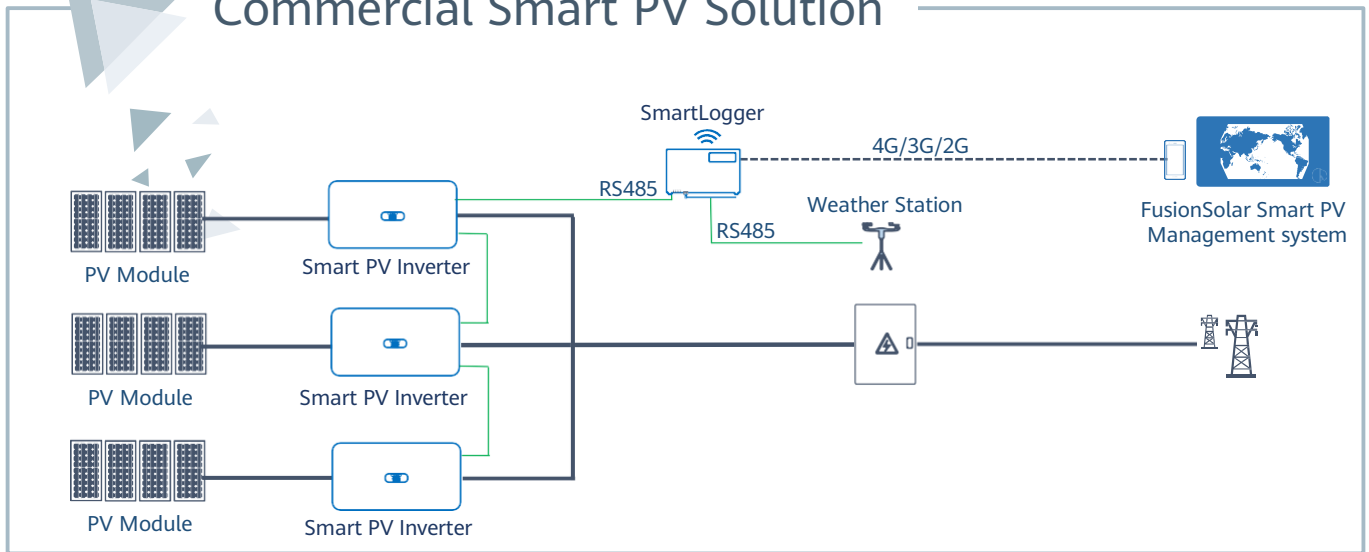 Commercial Smart PV Solution
SmartLogger
4G/3G/2G
RS485
Weather Station
RS485
FusionSolar Smart PV
Management system
PV Module
Smart PV Inverter
PV Module
Smart PV Inverter
PV Module
Smart PV Inverter